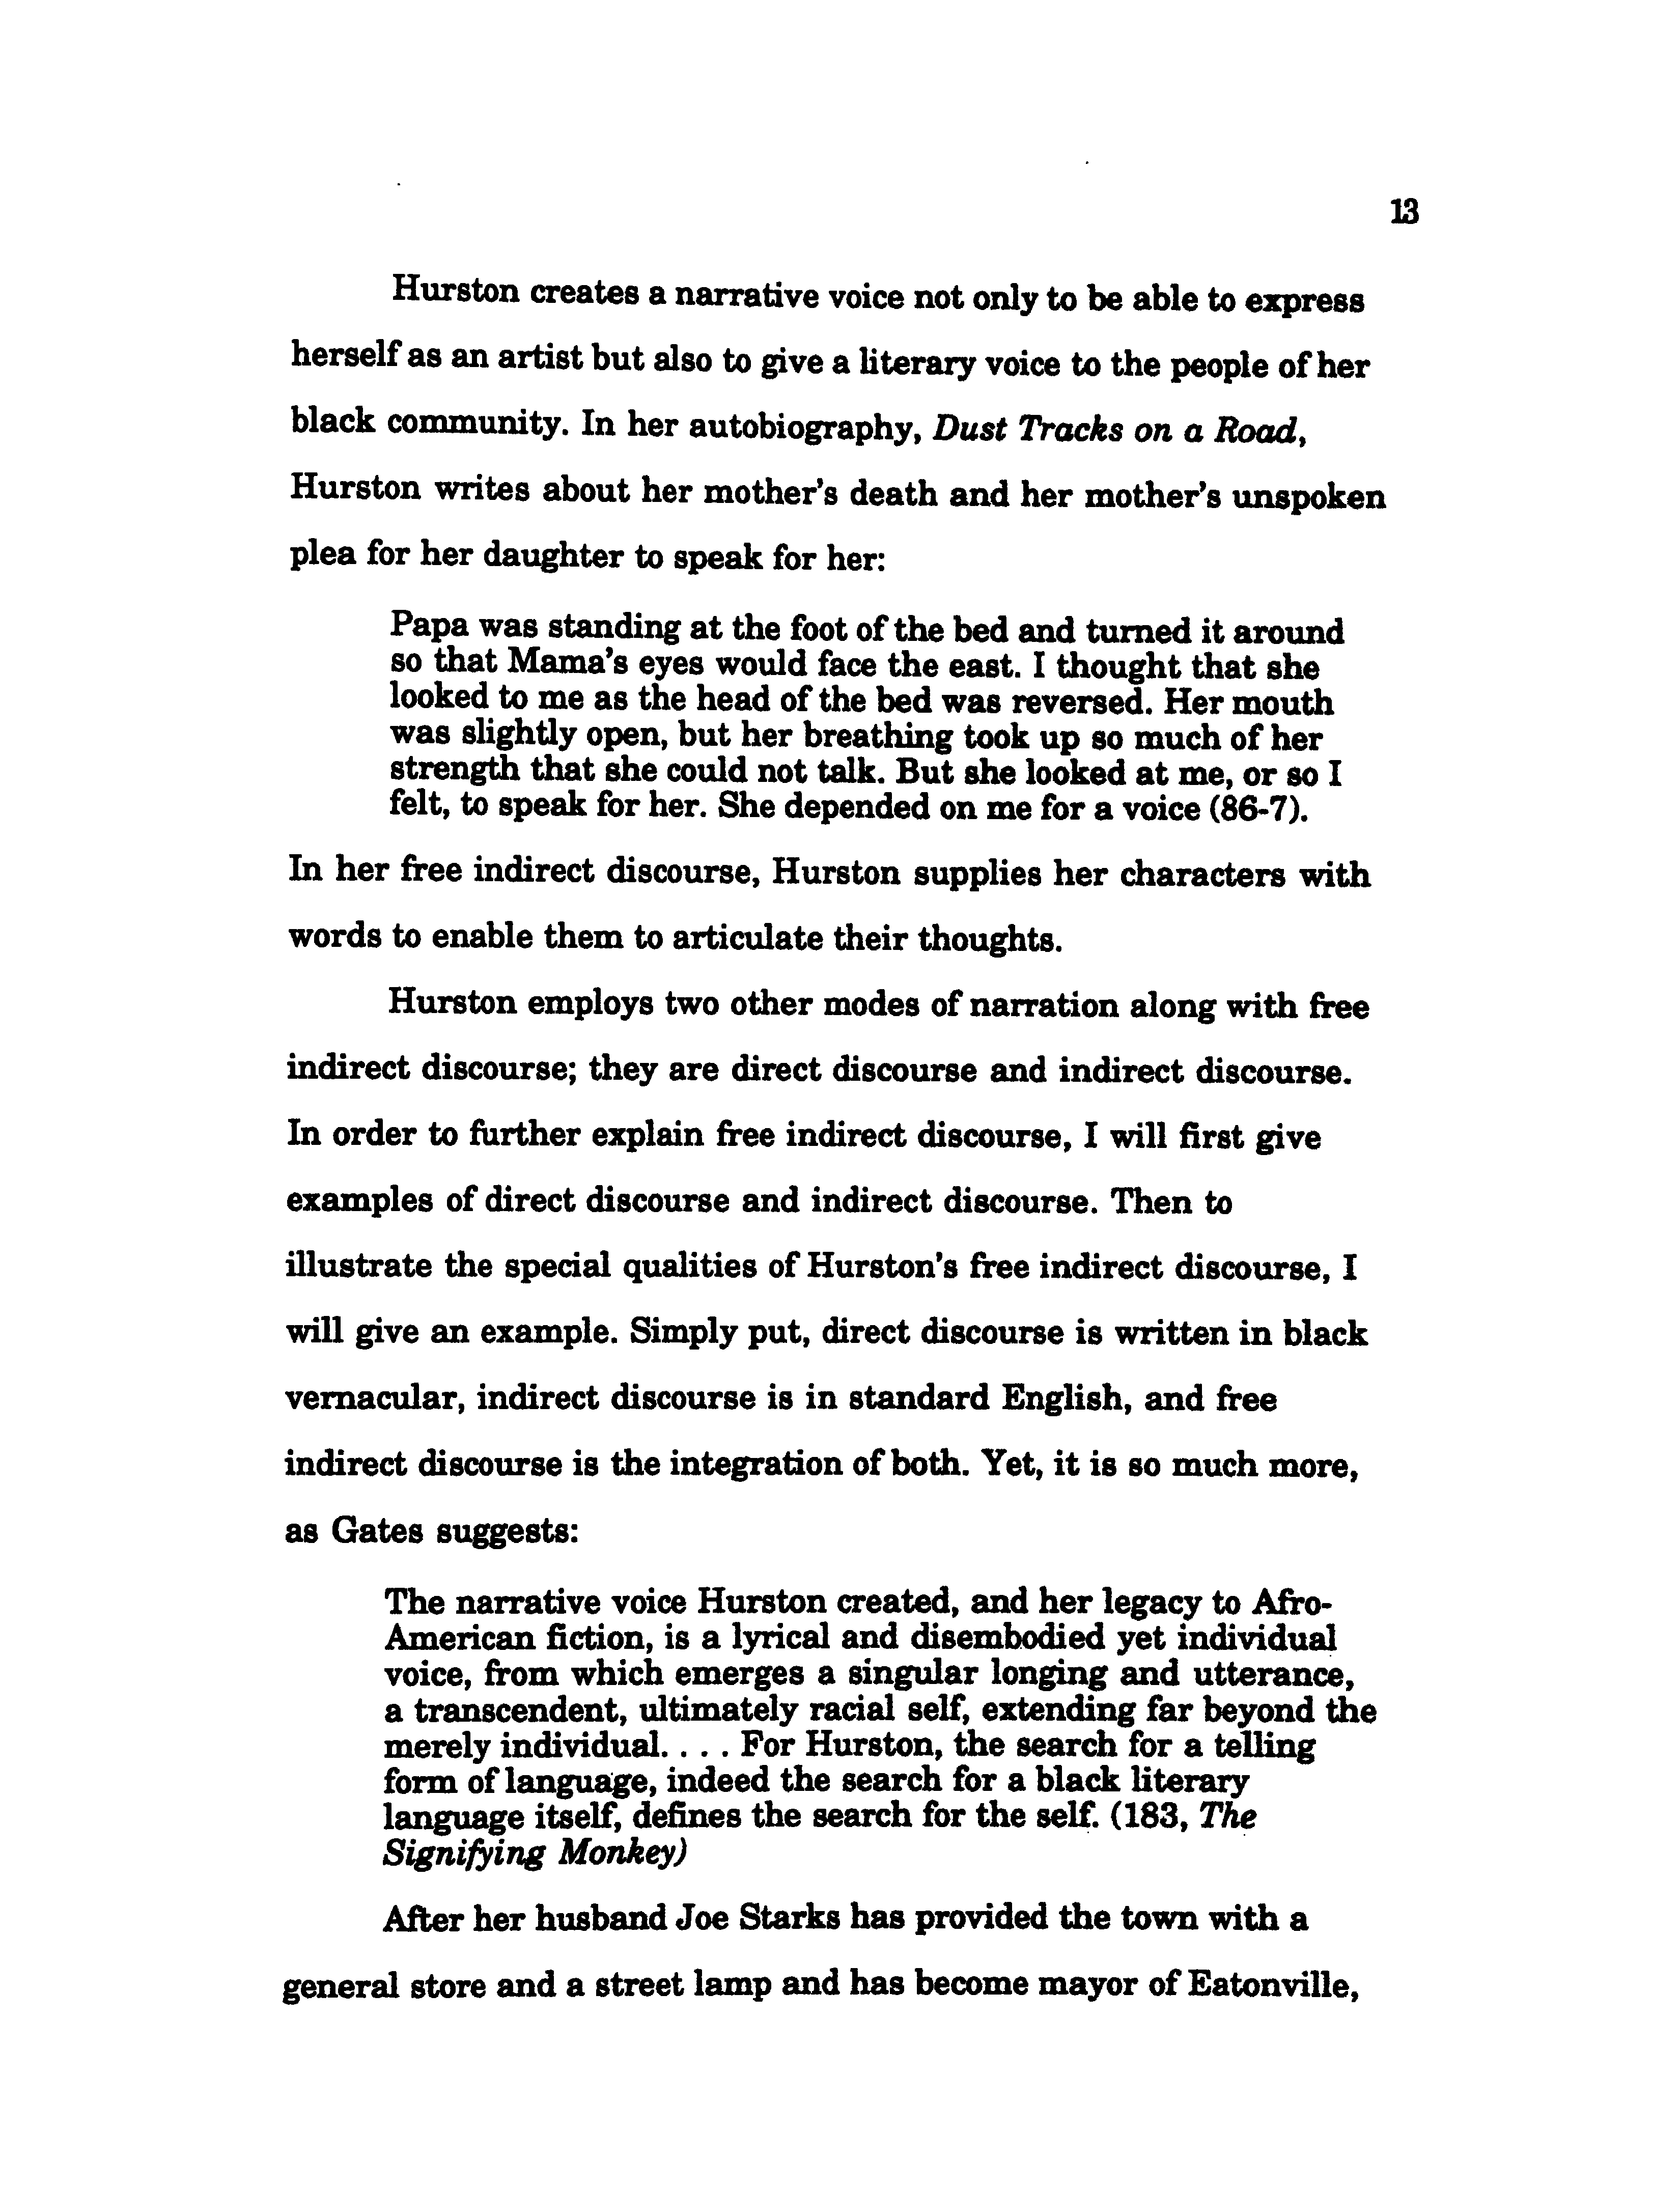 13
Hurston creates a narrative voice not only to be able to express
herself as an artist but also to give a literary voice to the people of her
black community. In her autobiography, Dust Tracks on a Road,
Hurston writes about her mother's death and her mother's unspoken
plea for her daughter to speak for her:
Papa was standing at the foot of the bed and turned it around
so that Mama's eyes would face the east. I thought that she
looked to me as the head of the bed was reversed. Her mouth
was slightly open, but her breathing took up so much of her
strength that she could not talk. But she looked at me, or so I
felt, to speak for her. She depended on me for a voice (86-7).
In her free indirect discourse, Hurston supplies her characters with
words to enable them to articulate their thoughts.
Hurston employs two other modes of narration along with free
indirect discourse; they are direct discourse and indirect discourse.
In order to further explain free indirect discourse, I will first give
examples of direct discourse and indirect discourse. Then to
illustrate the special qualities of Hurston's free indirect discourse, I
will give an example. Simply put, direct discourse is written in black
vernacular, indirect discourse is in standard English, and free
indirect discourse is the integration of both. Yet, it is so much more,
as Gates suggests:
The narrative voice Hurston created, and her legacy to Afro-
American fiction, is a lyrical and disembodied yet individual
voice, from which emerges a singular longing and utterance,
a transcendent, ultimately racial self, extending far beyond the
merely individual. . . . For Hurston, the search for a telling
form of language, indeed the search for a black literary
language itself, defines the search for the self. (183, The
Signifying Monkey)
After her husband Joe Starks has provided the town with a
general store and a street lamp and has become mayor of Eatonville,